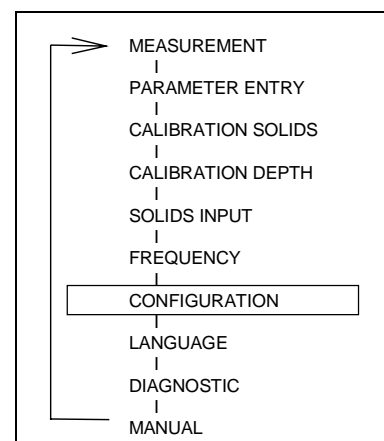 MEASUREMENT
PARAMETER ENTRY
CALIBRATION SOLIDS
CALIBRATION DEPTH
SOLIDS INPUT
FREQUENCY
CONFIGURATION
LANGUAGE
DIAGNOSTIC
MANUAL